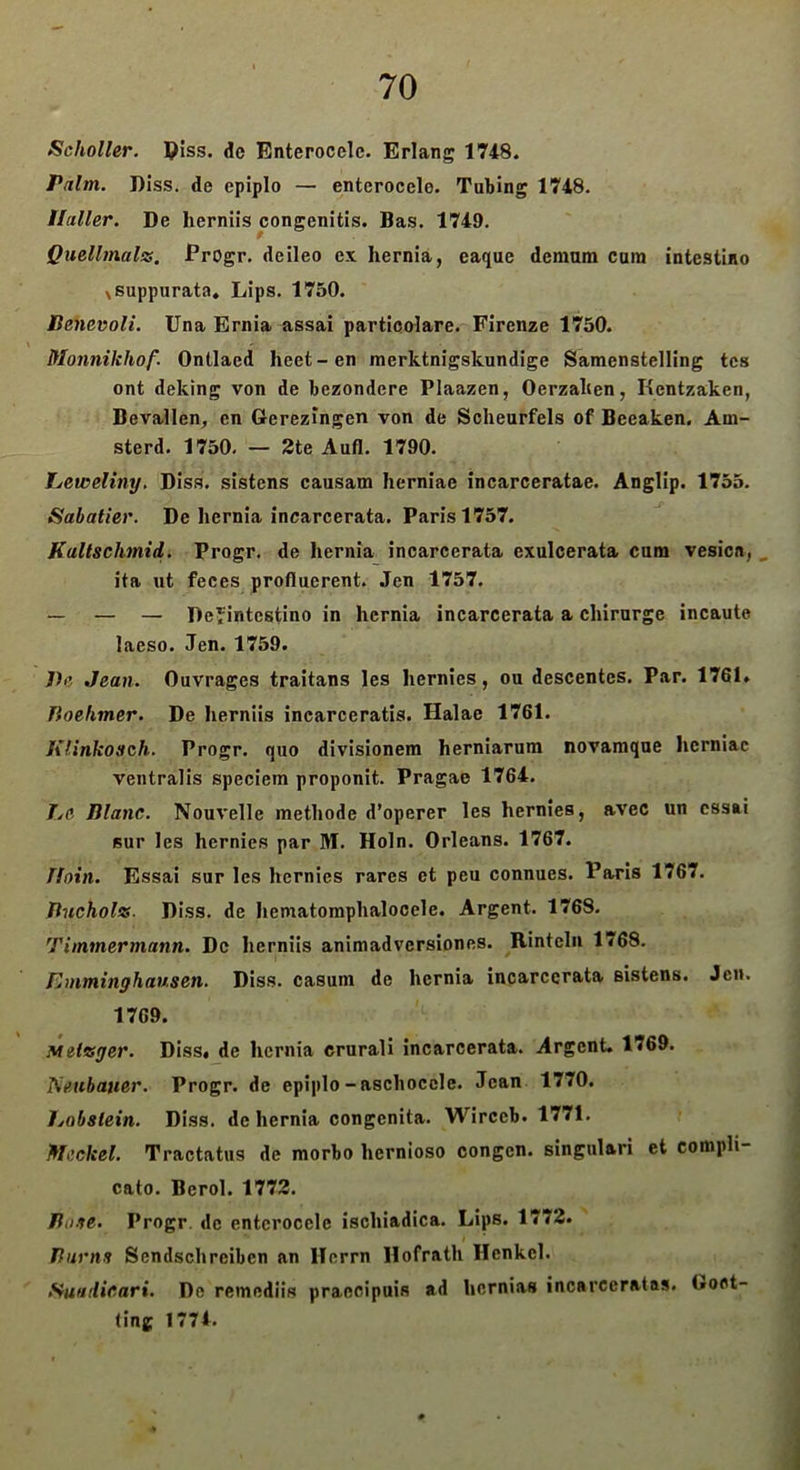 70
Scholler. Diss. de Enterocele. Erlang 1748.
Palm. Diss. de epiplo — enterocele. Tubing 1748.
Haller. De herniis congenitis. Bas. 1749.
Quellmalz. Progr. deileo ex hernia, eaque demum cum intestino
suppurata. Lips. 1750.
Benevoli. Una Ernia assai particolare. Firenze 1750.
Monnikhof. Ontlaed heet-en merktnigskundige Samenstelling tes
ont deking von de bezondere Plaazen, Oerzaken, Kentzaken,
Bevallen, en Gerezingen von de Scheurfels of Beeaken. Am-
sterd. 1750. — 2te Aufl. 1790.
Leweliny. Diss. sistens causam herniae incarceratae. Anglip. 1755.
Sabatier. De hernia incarcerata. Paris 1757.
Kaltschmid. Progr. de hernia incarcerata exulcerata cum vesica,
ita ut feces profluerent. Jen 1757.
— — — De intestino in hernia incarcerata a chirurge incaute
laeso. Jen. 1759.
De Jean. Ouvrages traitans les hernies, ou descentes. Par. 1761.
Boehmer. De herniis incarceratis. Halae 1761.
Klinkosch. Progr. quo divisionem herniarum novamque herniae
ventralis speciem proponit. Pragae 1764.
Le Blanc. Nouvelle methode d'operer les hernies, avec un essai
sur les hernies par M. Holn. Orleans. 1767.
Hoin. Essai sur les hernies rares et peu connues. Paris 1767.
Bucholz. Diss. de hematomphalocele. Argent. 1768.
Timmermann. De herniis animadversiones. Rinteln 1768.
Emminghausen. Diss. casum de hernia incarcerata sistens. Jen.
1769.
Metzger. Diss. de hernia crurali incarcerata. Argent. 1769.
Neubauer. Progr. de epiplo-aschocele. Jean 1770.
Lobstein. Diss. de hernia congenita. Wirceb. 1771.
Meckel. Tractatus de morbo hernioso congen. singulari et compli-
cato. Berol. 1772.
Bose. Progr. de enterocele ischiadica. Lips. 1772.
Burns Sendschreiben an Herrn Hofrath Henkel.
Suadicari. De remediis praecipuis ad hernias incarceratas. Goet-
ting 1774.